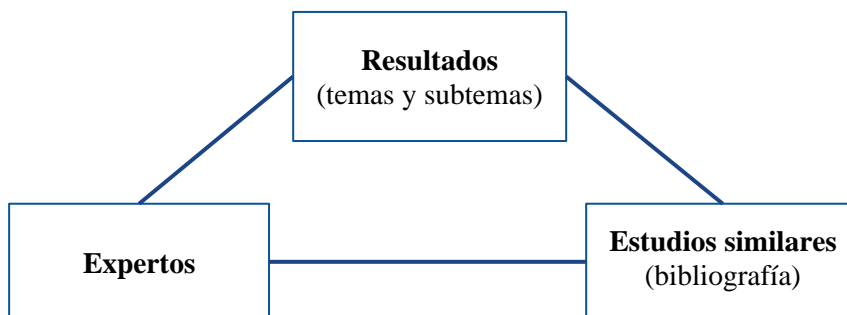 Resultados
(temas y subtemas)
Expertos
Estudios similares
(bibliografía)